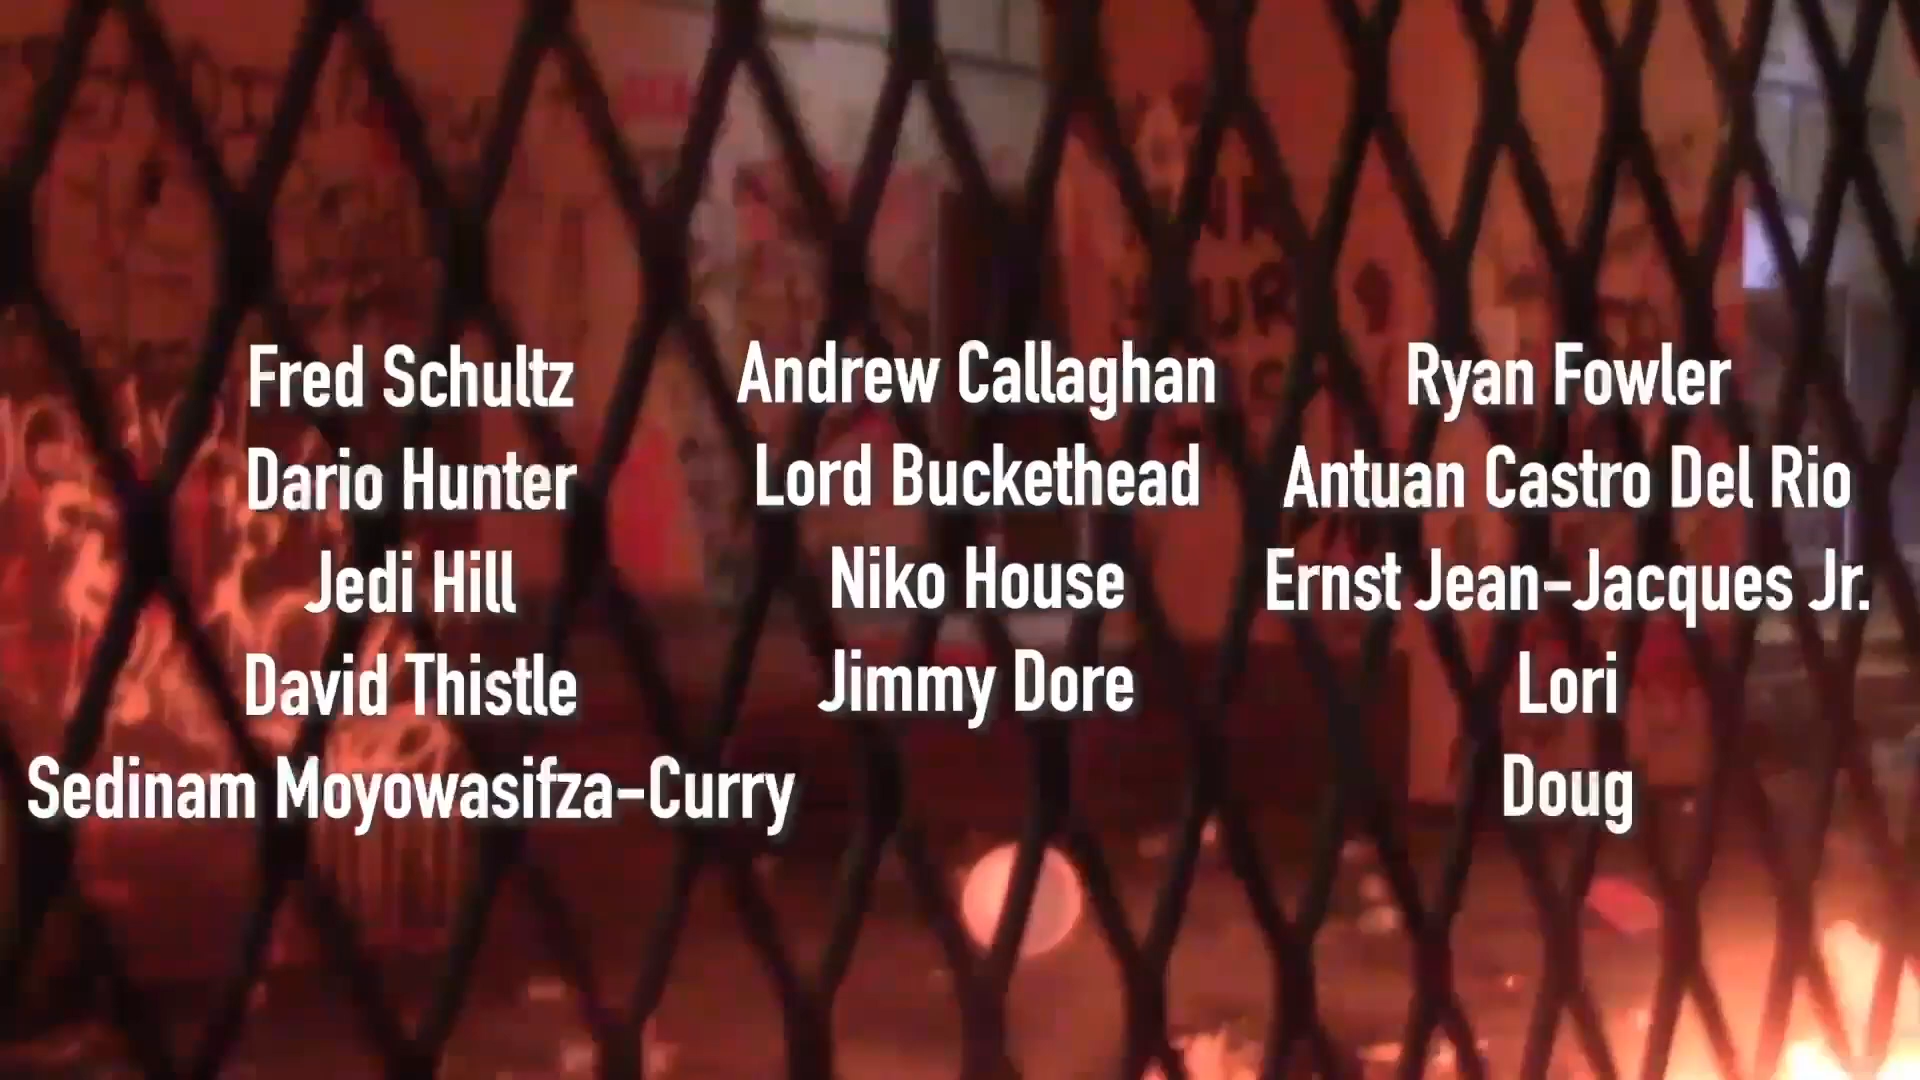 Fred Schultz
Dario Hunter
Jedi Hill
David Thistle
Sedinam Moyowasifza-Curry
Andrew Callaghan
Lord Buckethead
Niko House
Jimmy Dore
Ryan Fowler
Antuan Castro Del Rio
Ernst Jean-Jacques Jr.
Lori
Doug